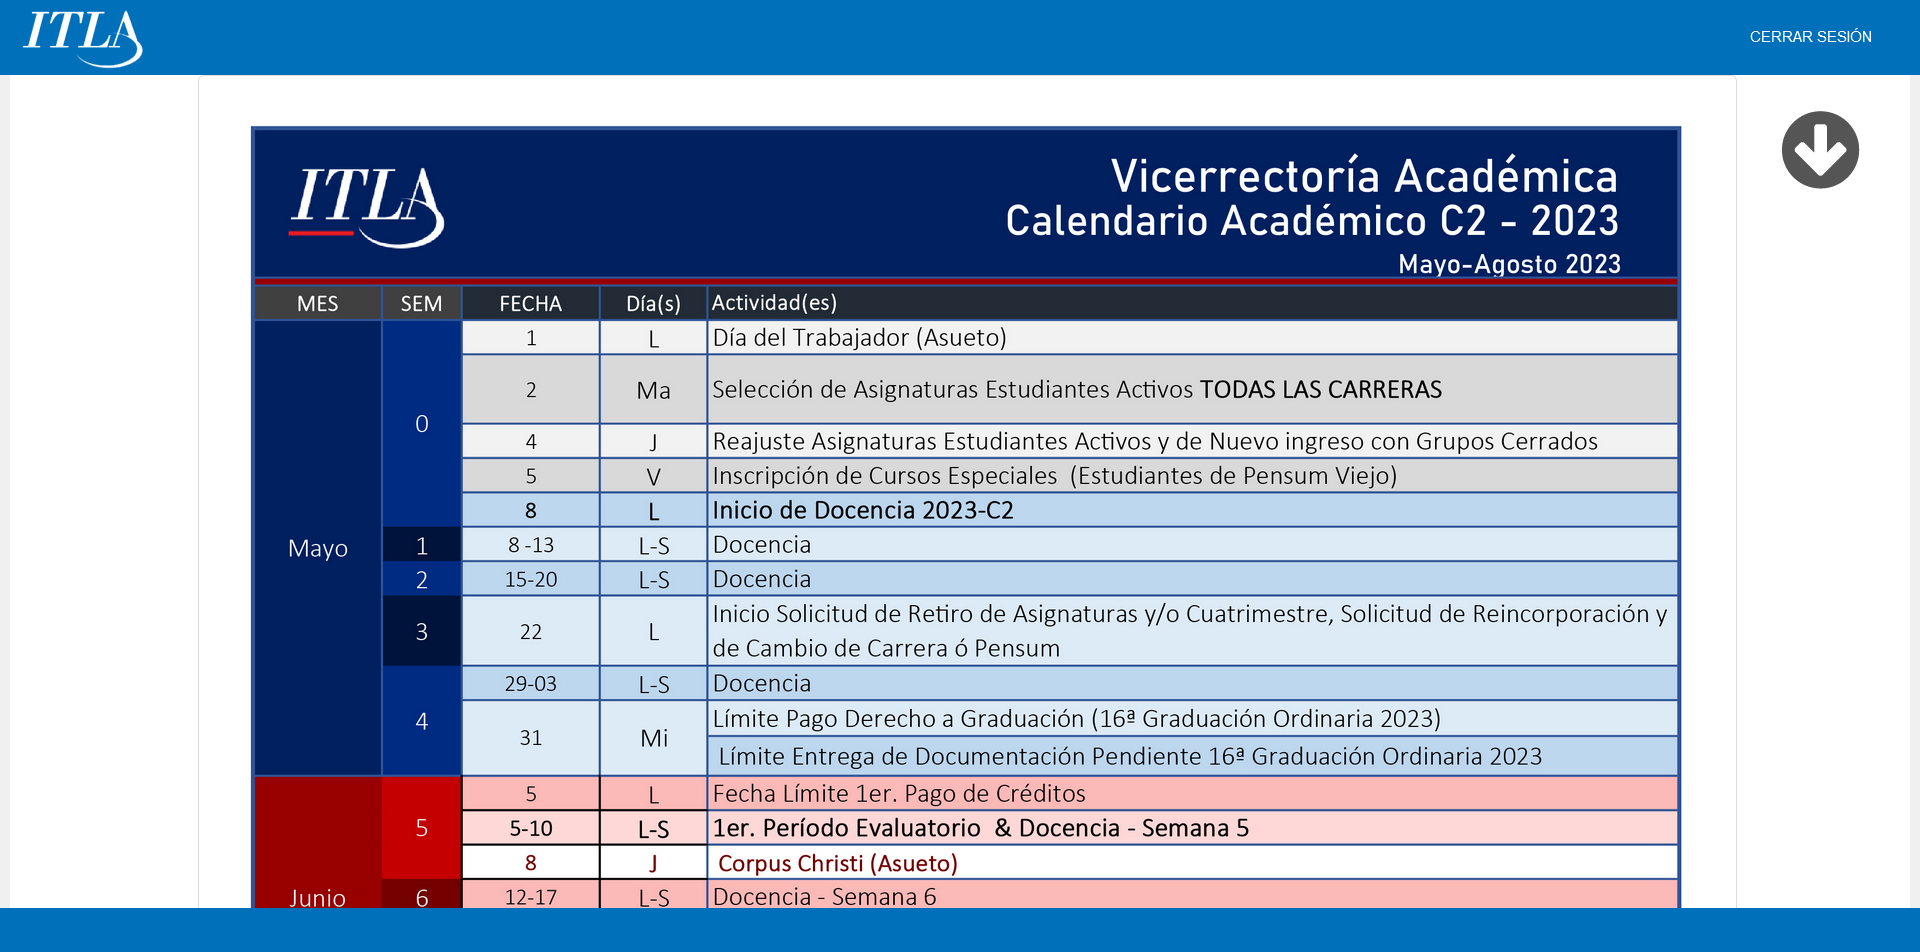 ITLA
CERRAR SESIÓN
ITLA
Vicerrectoría Académica
Calendario Académico C2 - 2023
Mayo-Agosto 2023
MES SEM FECHA Día(s) Actividad(es)
Mayo
0
1 L Día del Trabajador (Asueto)
2 Ma Selección de Asignaturas Estudiantes Activos TODAS LAS CARRERAS
4 J Reajuste Asignaturas Estudiantes Activos y de Nuevo ingreso con Grupos Cerrados
5 V Inscripción de Cursos Especiales (Estudiantes de Pensum Viejo)
8 L Inicio de Docencia 2023-C2
1 8 -13 L-S Docencia
2 15-20 L-S Docencia
3 22 L Inicio Solicitud de Retiro de Asignaturas y/o Cuatrimestre, Solicitud de Reincorporación y
de Cambio de Carrera ó Pensum
4
29-03 L-S Docencia
31 Mi Límite Pago Derecho a Graduación (16ª Graduación Ordinaria 2023)
Límite Entrega de Documentación Pendiente 16ª Graduación Ordinaria 2023
Junio
5
5 L Fecha Límite 1er. Pago de Créditos
5-10 L-S 1er. Período Evaluatorio & Docencia - Semana 5
8 J Corpus Christi (Asueto)
6 12-17 L-S Docencia - Semana 6